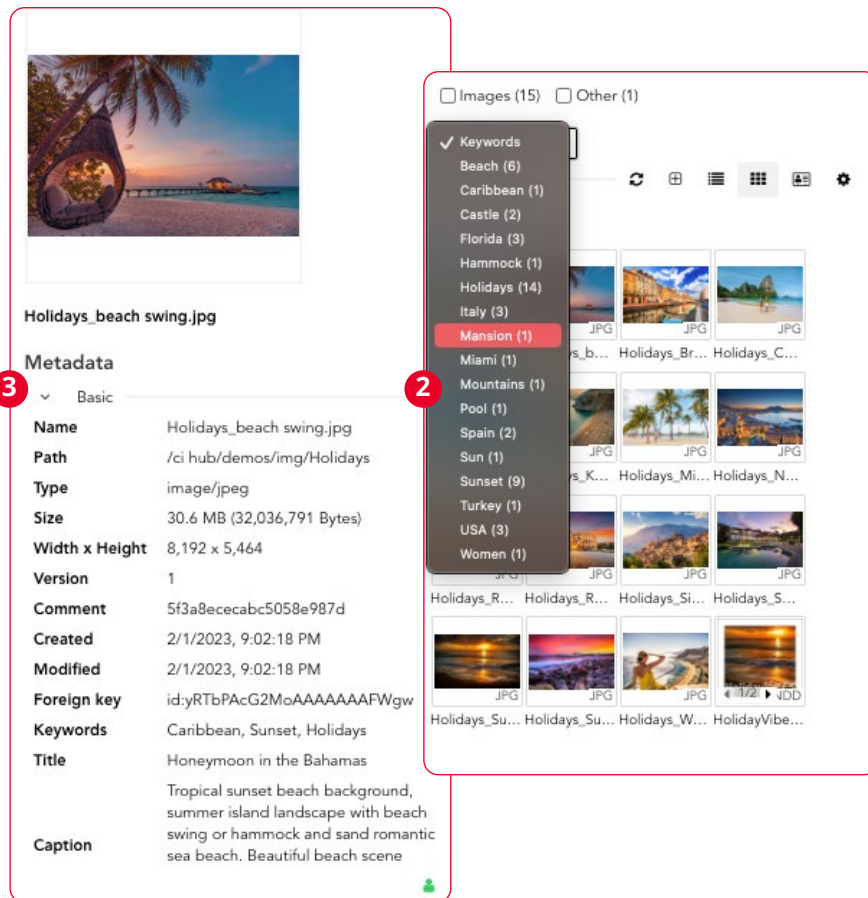 Holidays_beach swing.jpg
Metadata
3
Basic
Name Holidays_beach swing.jpg
Path /ci hub/demos/img/Holidays
Type image/jpeg
Size 30.6 MB (32,036,791 Bytes)
Width x Height 8,192 x 5,464
Version 1
Comment 5f3a8ececabc5058e987d
Created 2/1/2023, 9:02:18 PM
Modified 2/1/2023, 9:02:18 PM
Foreign key id:yRTbPAcG2MoAAAAAAAFWgw
Keywords Caribbean, Sunset, Holidays
Title Honeymoon in the Bahamas
Caption Tropical sunset beach background,
summer island landscape with beach
swing or hammock and sand romantic
sea beach. Beautiful beach scene
Images (15) Other (1)
2
Keywords
Beach (6)
Caribbean (1)
Castle (2)
Florida (3)
Hammock (1)
Holidays (14)
Italy (3)
Mansion (1)
Miami (1)
Mountains (1)
Pool (1)
Spain (2)
Sun (1)
Sunset (9)
Turkey (1)
USA (3)
Women (1)
JPG JPG JPG
s_b... Holidays_Br... Holidays_C...
JPG JPG JPG
s_K... Holidays_Mi... Holidays_N...
JPG JPG JPG JPG
Holidays_R... Holidays_R... Holidays_Si... Holidays_S...
JPG JPG JPG 1/2 NDD
Holidays_Su... Holidays_Su... Holidays_W... HolidayVibe...